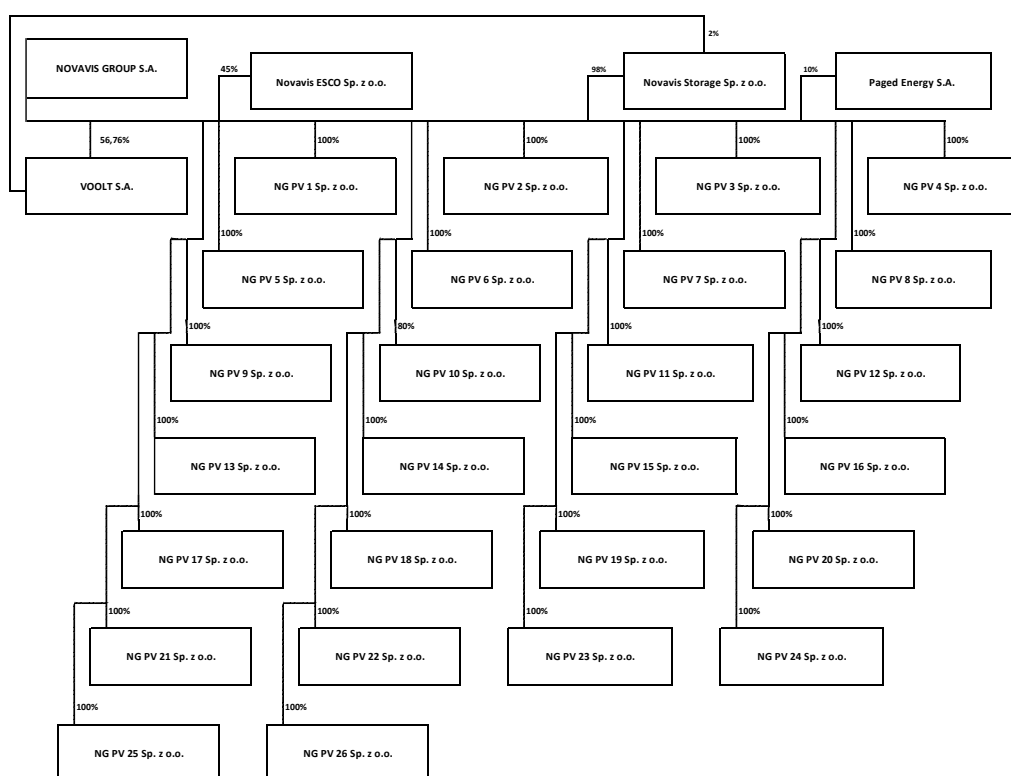 2%
NOVAVIS GROUP S.A.
45%
Novavis ESCO Sp. z o.o.
98%
Novavis Storage Sp. z o.o.
10%
Paged Energy S.A.
56,76%
100%
100%
100%
100%
VOOLT S.A.
NG PV 1 Sp. z o.o.
NG PV 2 Sp. z o.o.
NG PV 3 Sp. z o.o.
NG PV 4 Sp. z o.o.
100%
100%
100%
100%
NG PV 5 Sp. z o.o.
NG PV 6 Sp. z o.o.
NG PV 7 Sp. z o.o.
NG PV 8 Sp. z o.o.
100%
80%
100%
100%
NG PV 9 Sp. z o.o.
NG PV 10 Sp. z o.o.
NG PV 11 Sp. z o.o.
NG PV 12 Sp. z o.o.
100%
100%
100%
100%
NG PV 13 Sp. z o.o.
NG PV 14 Sp. z o.o.
NG PV 15 Sp. z o.o.
NG PV 16 Sp. z o.o.
100%
100%
100%
100%
NG PV 17 Sp. z o.o.
NG PV 18 Sp. z o.o.
NG PV 19 Sp. z o.o.
NG PV 20 Sp. z o.o.
100%
100%
100%
100%
NG PV 21 Sp. z o.o.
NG PV 22 Sp. z o.o.
NG PV 23 Sp. z o.o.
NG PV 24 Sp. z o.o.
100%
100%
NG PV 25 Sp. z o.o.
NG PV 26 Sp. z o.o.